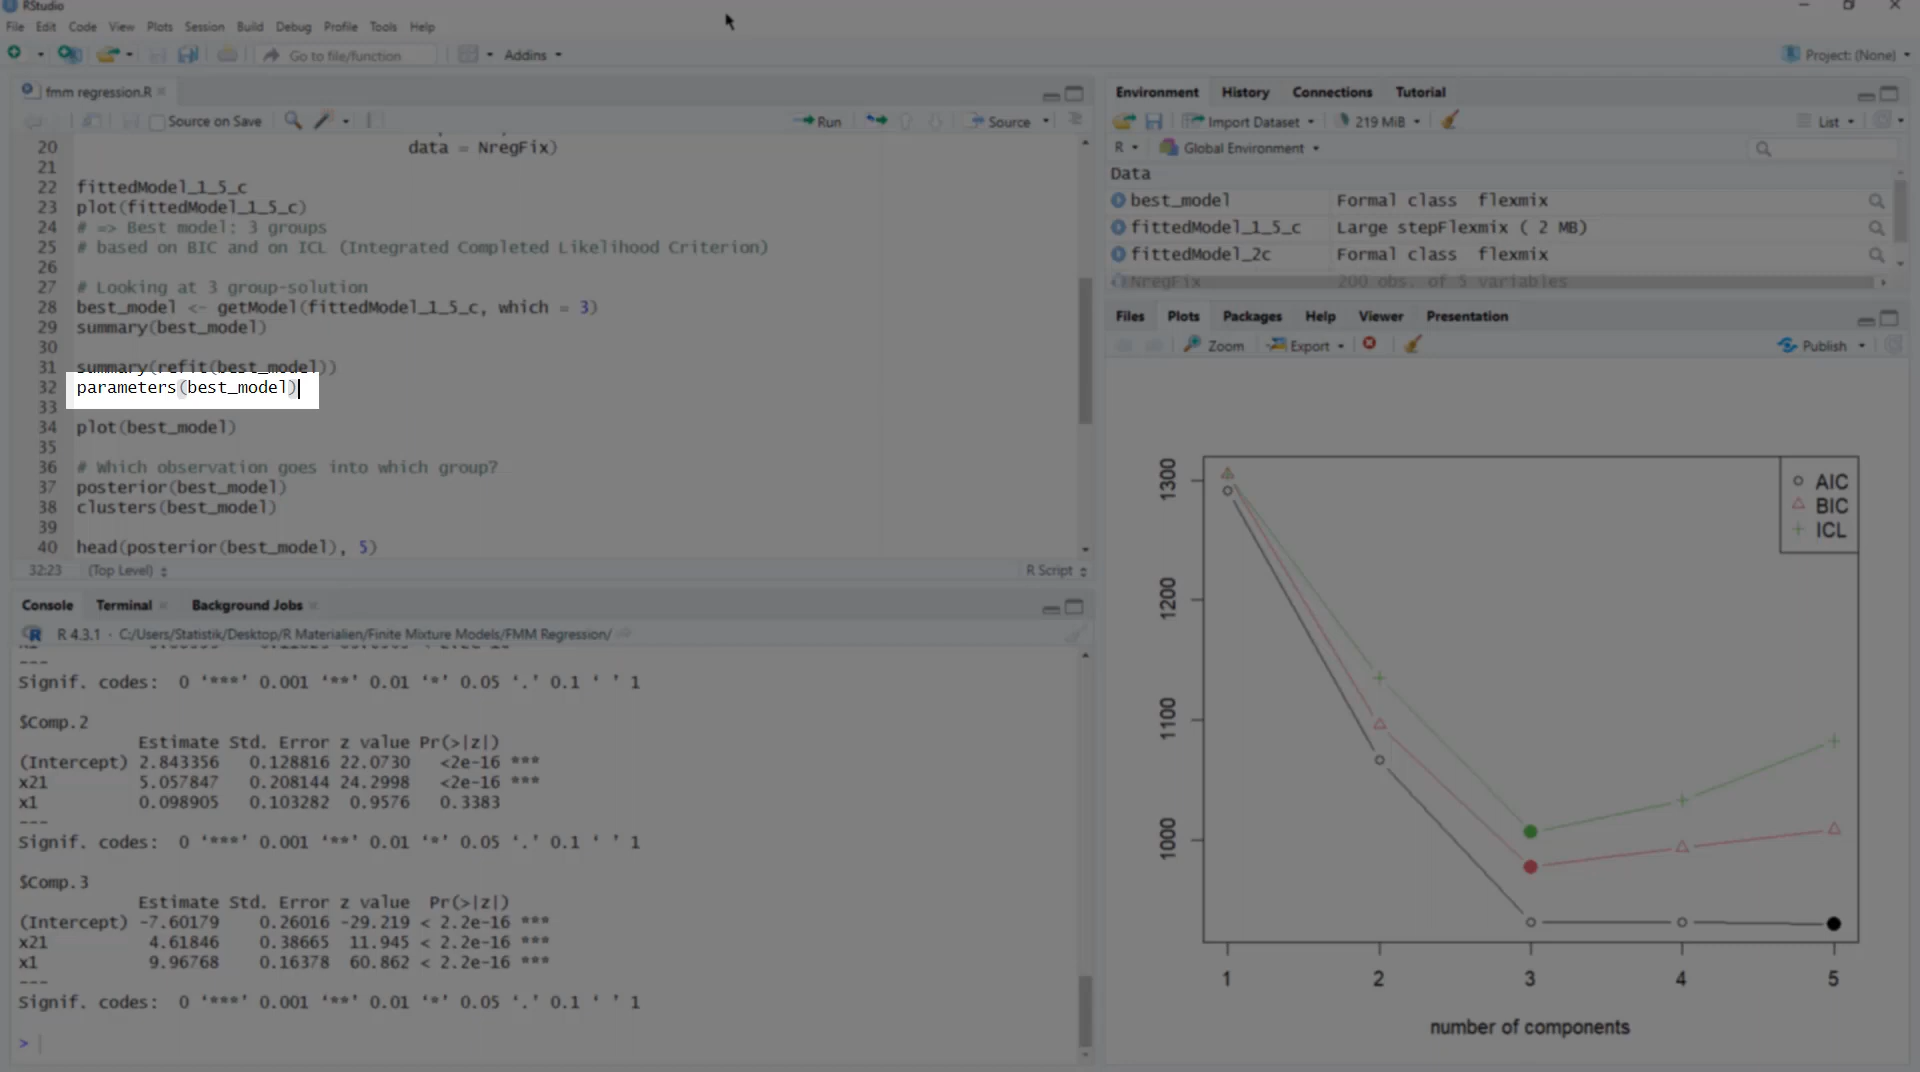 RStudio
File Edit Code View Plots Session Build Debug Profile Tools Help
Go to file/function Addins Project: (None)
fmm regression.R
Source on Save Run Source
20 data = NregFix)
21
22 fittedModel_1_5_c
23 plot(fittedModel_1_5_c)
24 # => Best model: 3 groups
25 # based on BIC and on ICL (Integrated Completed Likelihood Criterion)
26
27 # Looking at 3 group-solution
28 best_model <- getModel(fittedModel_1_5_c, which = 3)
29 summary(best_model)
30
31 summary(refit(best_model))
32 parameters(best_model)
33
34 plot(best_model)
35
36 # Which observation goes into which group?
37 posterior(best_model)
38 clusters(best_model)
39
40 head(posterior(best_model), 5)
32:23 (Top Level) R Script
Console Terminal Background Jobs
R 4.3.1 · C:/Users/Statistik/Desktop/R Materialien/Finite Mixture Models/FMM Regression/
---
Signif. codes: 0 ‘***’ 0.001 ‘**’ 0.01 ‘*’ 0.05 ‘.’ 0.1 ‘ ’ 1
$Comp.2
Estimate Std. Error z value Pr(>|z|)
(Intercept) 2.843356 0.128816 22.0730 <2e-16 ***
x21 5.057847 0.208144 24.2998 <2e-16 ***
x1 0.098905 0.103282 0.9576 0.3383
---
Signif. codes: 0 ‘***’ 0.001 ‘**’ 0.01 ‘*’ 0.05 ‘.’ 0.1 ‘ ’ 1
$Comp.3
Estimate Std. Error z value Pr(>|z|)
(Intercept) -7.60179 0.26016 -29.219 < 2.2e-16 ***
x21 4.61846 0.38665 11.945 < 2.2e-16 ***
x1 9.96768 0.16378 60.862 < 2.2e-16 ***
---
Signif. codes: 0 ‘***’ 0.001 ‘**’ 0.01 ‘*’ 0.05 ‘.’ 0.1 ‘ ’ 1
>
Environment History Connections Tutorial
Import Dataset 219 MiB List
R Global Environment
Data
best_model Formal class flexmix
fittedModel_1_5_c Large stepFlexmix ( 2 MB)
fittedModel_2c Formal class flexmix
NregFix 200 obs. of 5 variables
Files Plots Packages Help Viewer Presentation
Zoom Export Publish
AIC
BIC
ICL
1300
1200
1100
1000
1 2 3 4 5
number of components